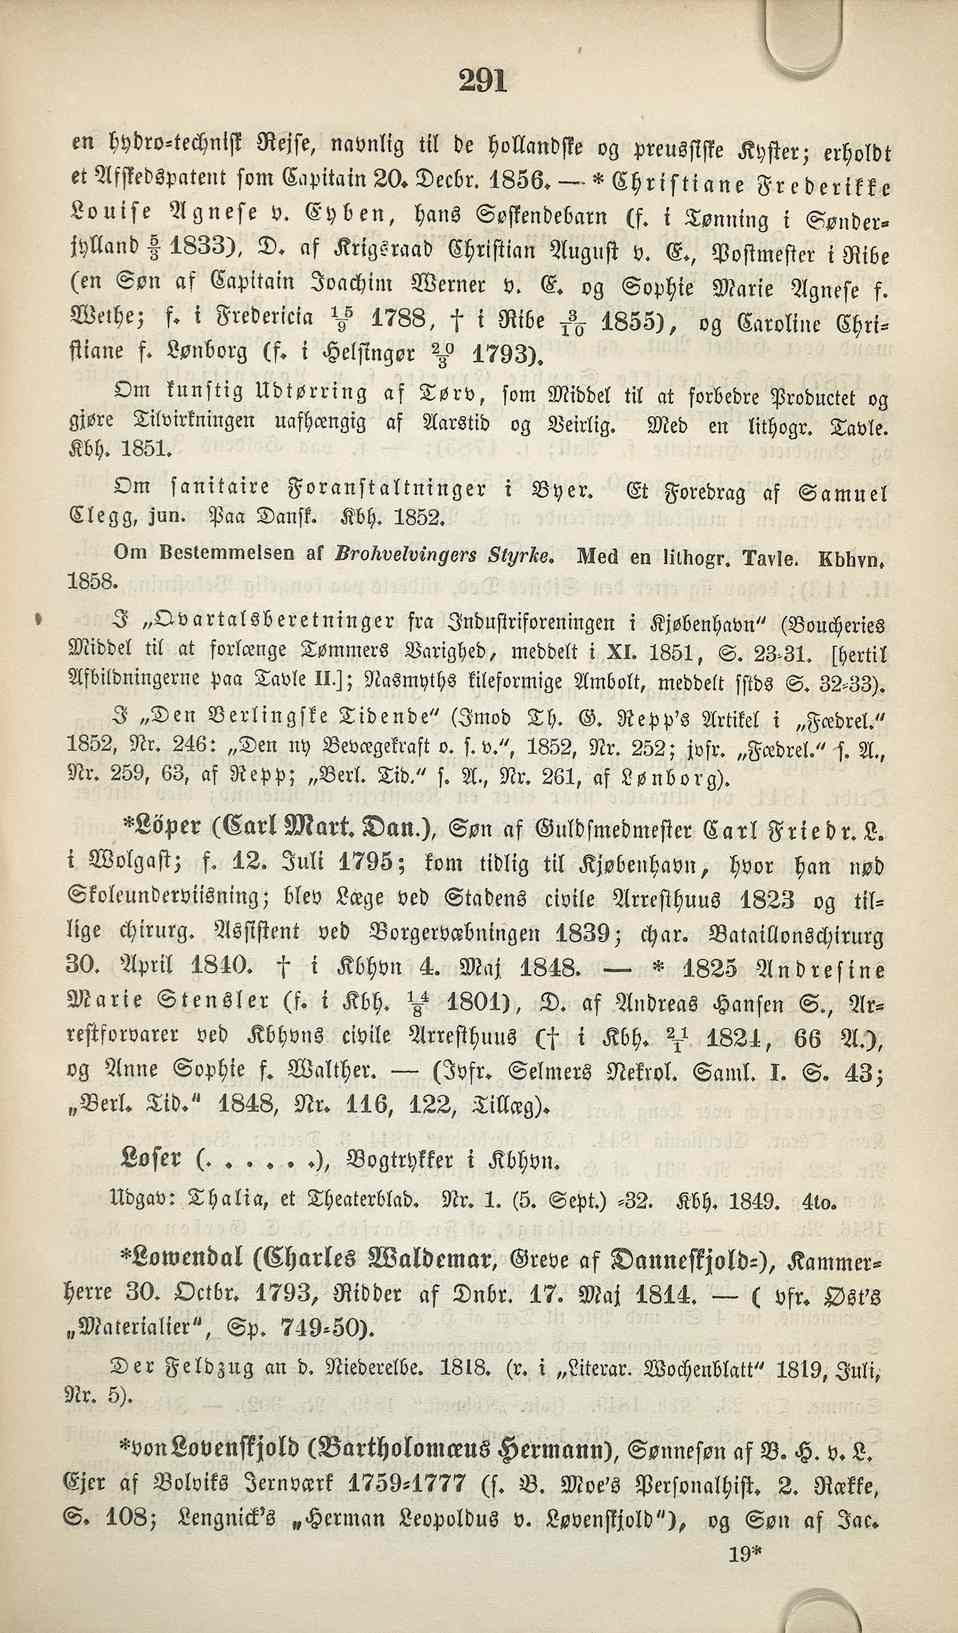 291
en hydro-technisk Rejse, navnlig til de hollandske og preussiske Kyster; erholdt
et Afskedspatent som Capitain 20. Decbr. 1856. — * Christiane Frederikke
Louise Agnese v. Eyben, hans Søskendebarn (f. i Tønning i Sønder-
jylland 5/3 1833), D. af Krigsraad Christian August v. E., Postmester i Ribe
(en Søn af Capitain Joachim Werner v. E. og Sophie Marie Agnese f.
Wethe; f. i Fredericia 15/9 1788, † i Ribe 3/10 1855), og Caroline Chri-
stiane f. Lønborg (f. i Helsingør 20/3 1793).
Om kunstig Udtørring af Tørv, som Middel til at forbedre Productet og
gjøre Tilvirkningen uafhængig af Aarstid og Veirlig. Med en lithogr. Tavle.
Kbh. 1851.
Om sanitaire Foranstaltninger i Byer. Et Foredrag af Samuel
Clegg, jun. Paa Dansk. Kbh. 1852.
Om Bestemmelsen af Brohvelvingers Styrke. Med en lithogr. Tavle. Kbhvn.
1858.
I „Qvartalsberetninger fra Industriforeningen i Kjøbenhavn“ (Boucheries
Middel til at forlænge Tømmers Varighed, meddelt i XI. 1851, S. 23-31. [hertil
Afbildningerne paa Tavle II.]; Nasmyths kileformige Ambolt, meddelt sstds S. 32-33).
I „Den Berlingske Tidende“ (Imod Th. G. Repp's Artikel i „Fædrel.“
1852, Nr. 246: „Den ny Bevægekraft o. s. v.“, 1852, Nr. 252; jvfr. „Fædrel.“ s. A.,
Nr. 259, 63, af Repp; „Berl. Tid.“ s. A., Nr. 261, af Lønborg).
*Löper (Carl Mart. Dan.), Søn af Guldsmedmester Carl Friedr. L.
i Wolgast; f. 12. Juli 1795; kom tidlig til Kjøbenhavn, hvor han nød
Skoleunderviisning; blev Læge ved Stadens civile Arresthuus 1823 og til-
lige chirurg. Assistent ved Borgervæbningen 1839; char. Bataillonschirurg
30. April 1840. † i Kbhvn 4. Maj 1848. — * 1825 Andresine
Marie Stensler (f. i Kbh. 14/8 1801), D. af Andreas Hansen S., Ar-
restforvarer ved Kbhvns civile Arresthuus († i Kbh. 21/1 1824, 66 A.),
og Anne Sophie f. Walther. — (Jvfr. Selmers Nekrol. Saml. I. S. 43;
„Berl. Tid.“ 1848, Nr. 116, 122, Tillæg).
Løser (. . . . . .), Bogtrykker i Kbhvn.
Udgav: Thalia, et Theaterblad. Nr. 1. (5. Sept.) -32. Kbh. 1849. 4to.
*Løwendal (Charles Waldemar, Greve af Danneskjold-), Kammer-
herre 30. Octbr. 1793, Ridder af Dnbr. 17. Maj 1814. — ( vfr. Øst's
„Materialier“, Sp. 749-50).
Der Feldzug an d. Niederelbe. 1818. (r. i „Literar. Wochenblatt“ 1819, Juli,
Nr. 5).
*von Løvenskjold (Bartholomæus Hermann), Sønnesøn af B. H. v. L.
Ejer af Bolviks Jernværk 1759-1777 (s. B. Moe's Personalhist. 2. Række,
S. 108; Lengnick's „Herman Leopoldus v. Løvenskjold“), og Søn af Jac.
19*